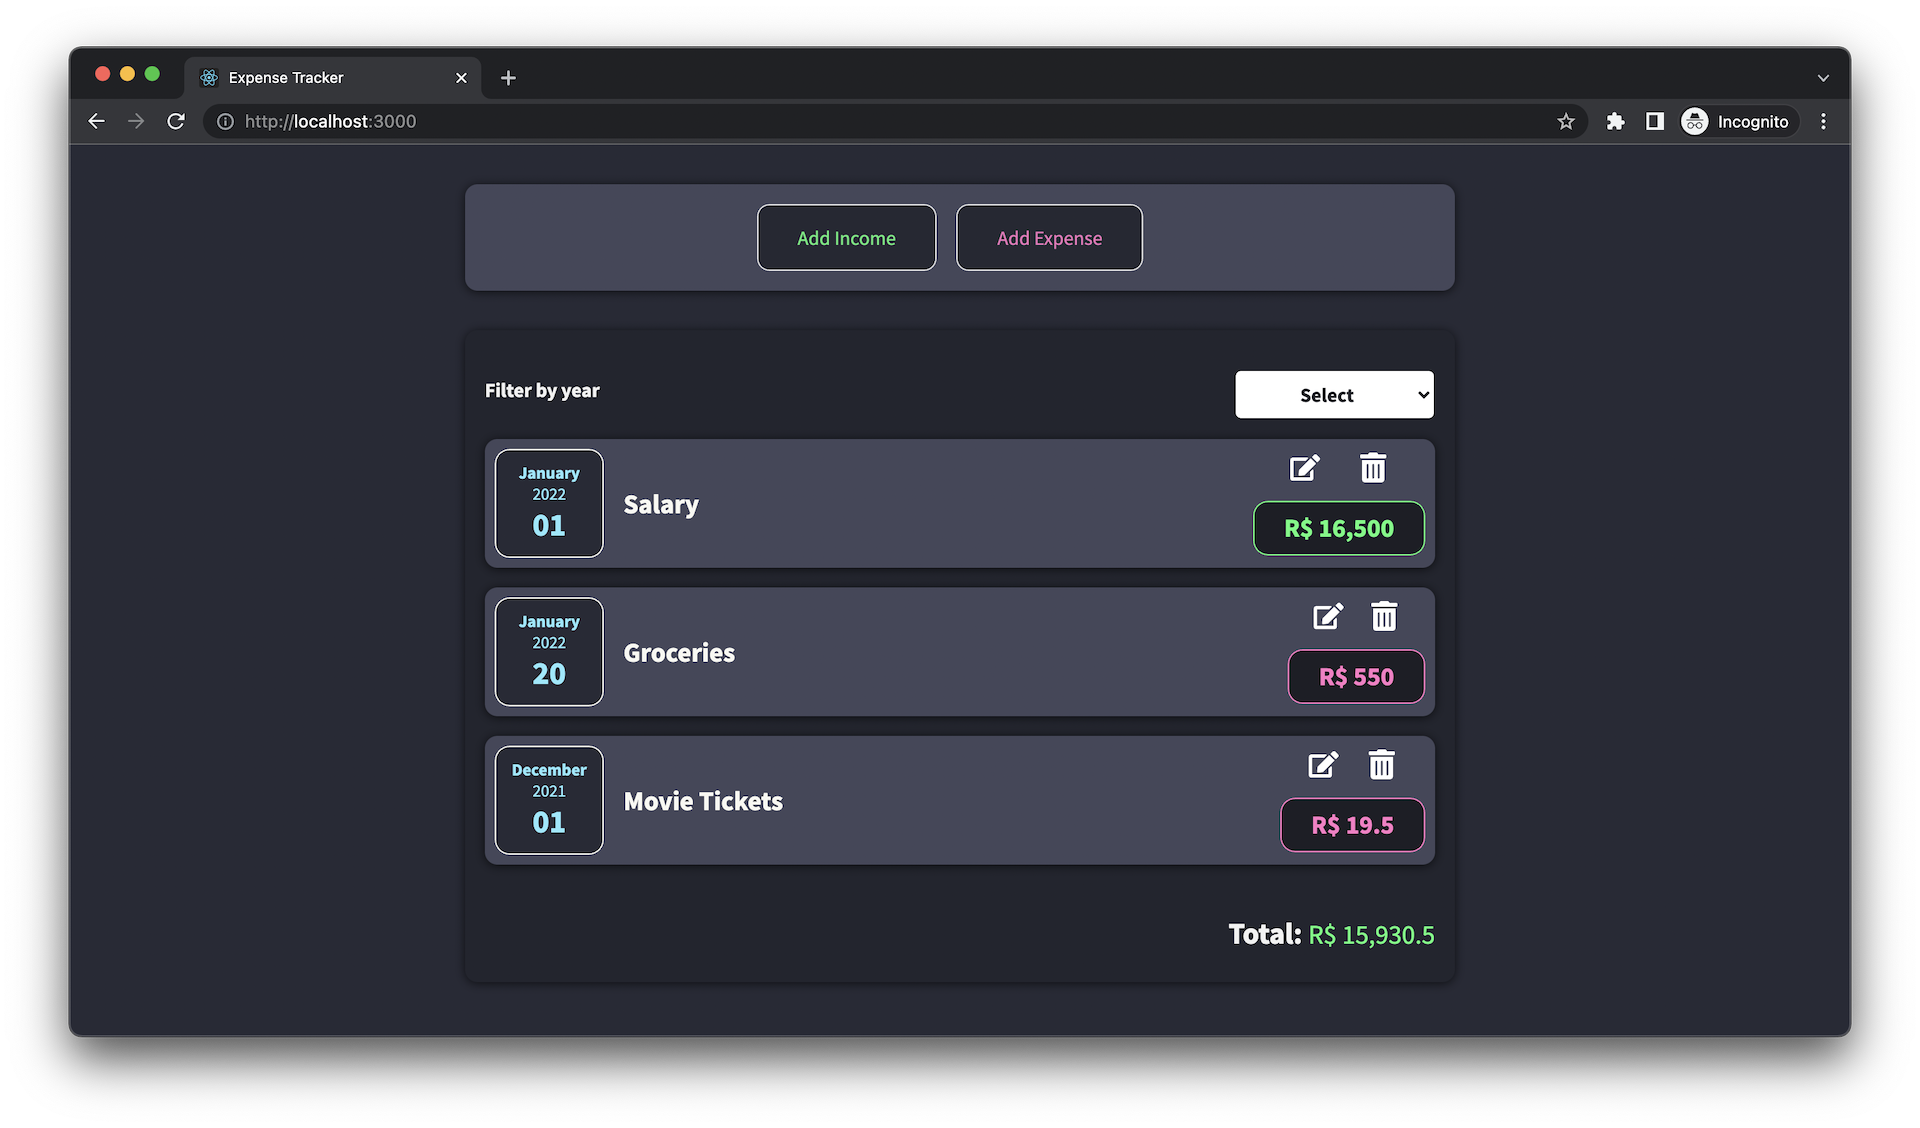 Expense Tracker
http://localhost:3000
Incognito
Add Income
Add Expense
Filter by year
Select
January
2022
01
Salary
R$ 16,500
January
2022
20
Groceries
R$ 550
December
2021
01
Movie Tickets
R$ 19.5
Total: R$ 15,930.5